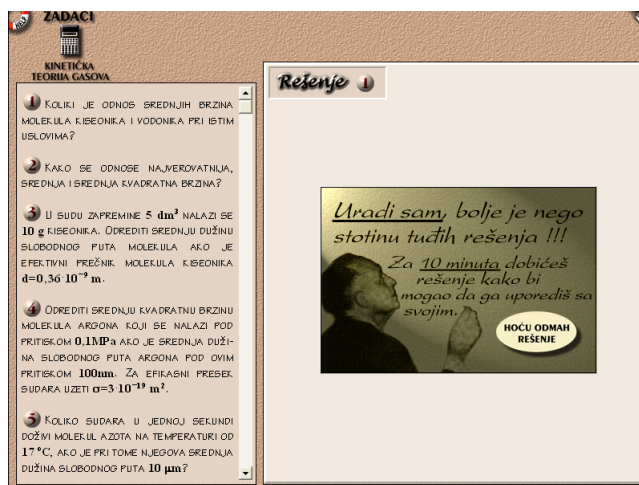 HELP
ZADACI
KINETIČKA
TEORIJA GASOVA
1 KOLIKI JE ODNOS SREDNJIH BRZINA
MOLEKULA KISEONIKA I VODONIKA PRI ISTIM
USLOVIMA?
2 KAKO SE ODNOSE NAJVEROVATNIJA,
SREDNJA I SREDNJA KVADRATNA BRZINA?
3 U SUDU ZAPREMINE 5 dm³ NALAZI SE
10 g KISEONIKA. ODREDITI SREDNJU DUŽINU
SLOBODNOG PUTA MOLEKULA AKO JE
EFEKTIVNI PREČNIK MOLEKULA KISEONIKA
d=0,36·10⁻⁹ m.
4 ODREDITI SREDNJU KVADRATNU BRZINU
MOLEKULA ARGONA KOJI SE NALAZI POD
PRITISKOM 0,1MPa AKO JE SREDNJA DUŽI-
NA SLOBODNOG PUTA ARGONA POD OVIM
PRITISKOM 100nm. ZA EFIKASNI PRESEK
SUDARA UZETI σ=3·10⁻¹⁹ m².
5 KOLIKO SUDARA U JEDNOJ SEKUNDI
DOŽIVI MOLEKUL AZOTA NA TEMPERATURI OD
17 °C, AKO JE PRI TOME NJEGOVA SREDNJA
DUŽINA SLOBODNOG PUTA 10 µm?
Rešenje 1
Uradi sam, bolje je nego
stotinu tuđih rešenja !!!
Za 10 minuta dobićeš
rešenje kako bi
mogao da ga uporediš sa
svojim.
HOĆU ODMAH
REŠENJE